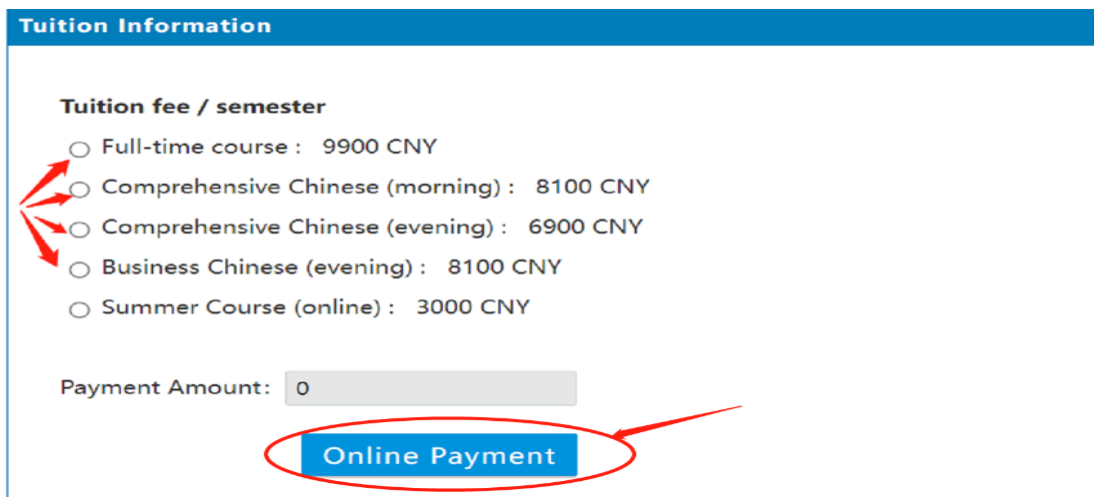 Tuition Information
Tuition fee / semester
Full-time course : 9900 CNY
Comprehensive Chinese (morning) : 8100 CNY
Comprehensive Chinese (evening) : 6900 CNY
Business Chinese (evening) : 8100 CNY
Summer Course (online) : 3000 CNY
Payment Amount: 0
Online Payment